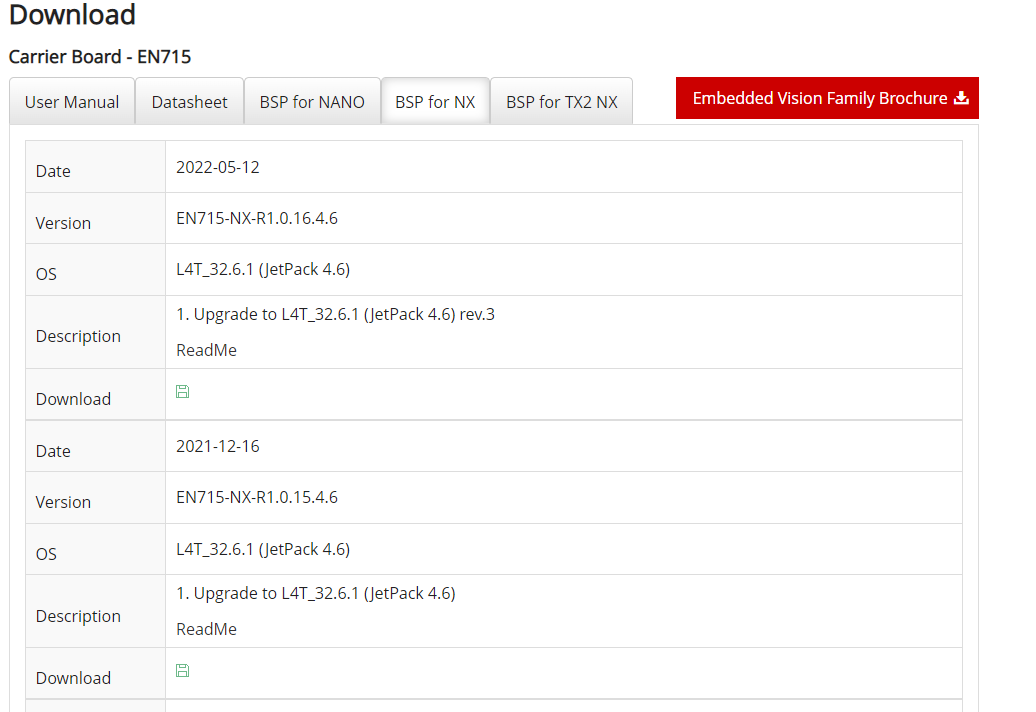 Download
Carrier Board - EN715
User Manual
Datasheet
BSP for NANO
BSP for NX
BSP for TX2 NX
Embedded Vision Family Brochure
Date
2022-05-12
Version
EN715-NX-R1.0.16.4.6
OS
L4T_32.6.1 (JetPack 4.6)
Description
1. Upgrade to L4T_32.6.1 (JetPack 4.6) rev.3
ReadMe
Download
Date
2021-12-16
Version
EN715-NX-R1.0.15.4.6
OS
L4T_32.6.1 (JetPack 4.6)
Description
1. Upgrade to L4T_32.6.1 (JetPack 4.6)
ReadMe
Download